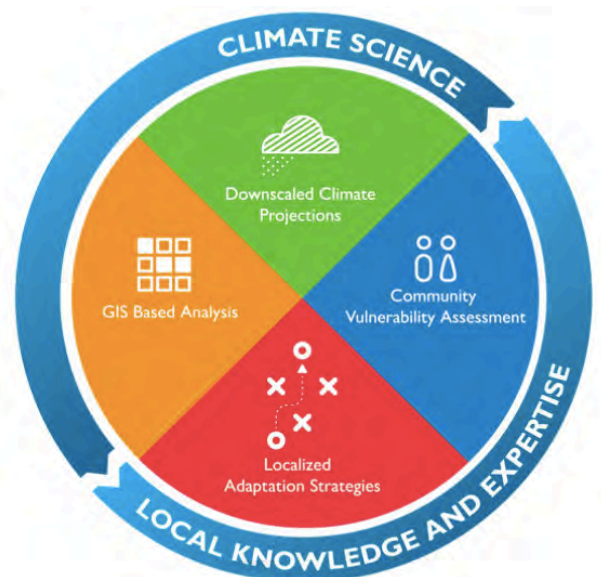 CLIMATE SCIENCE
Downscaled Climate
Projections
GIS Based Analysis
Community
Vulnerability Assessment
Localized
Adaptation Strategies
LOCAL KNOWLEDGE AND EXPERTISE